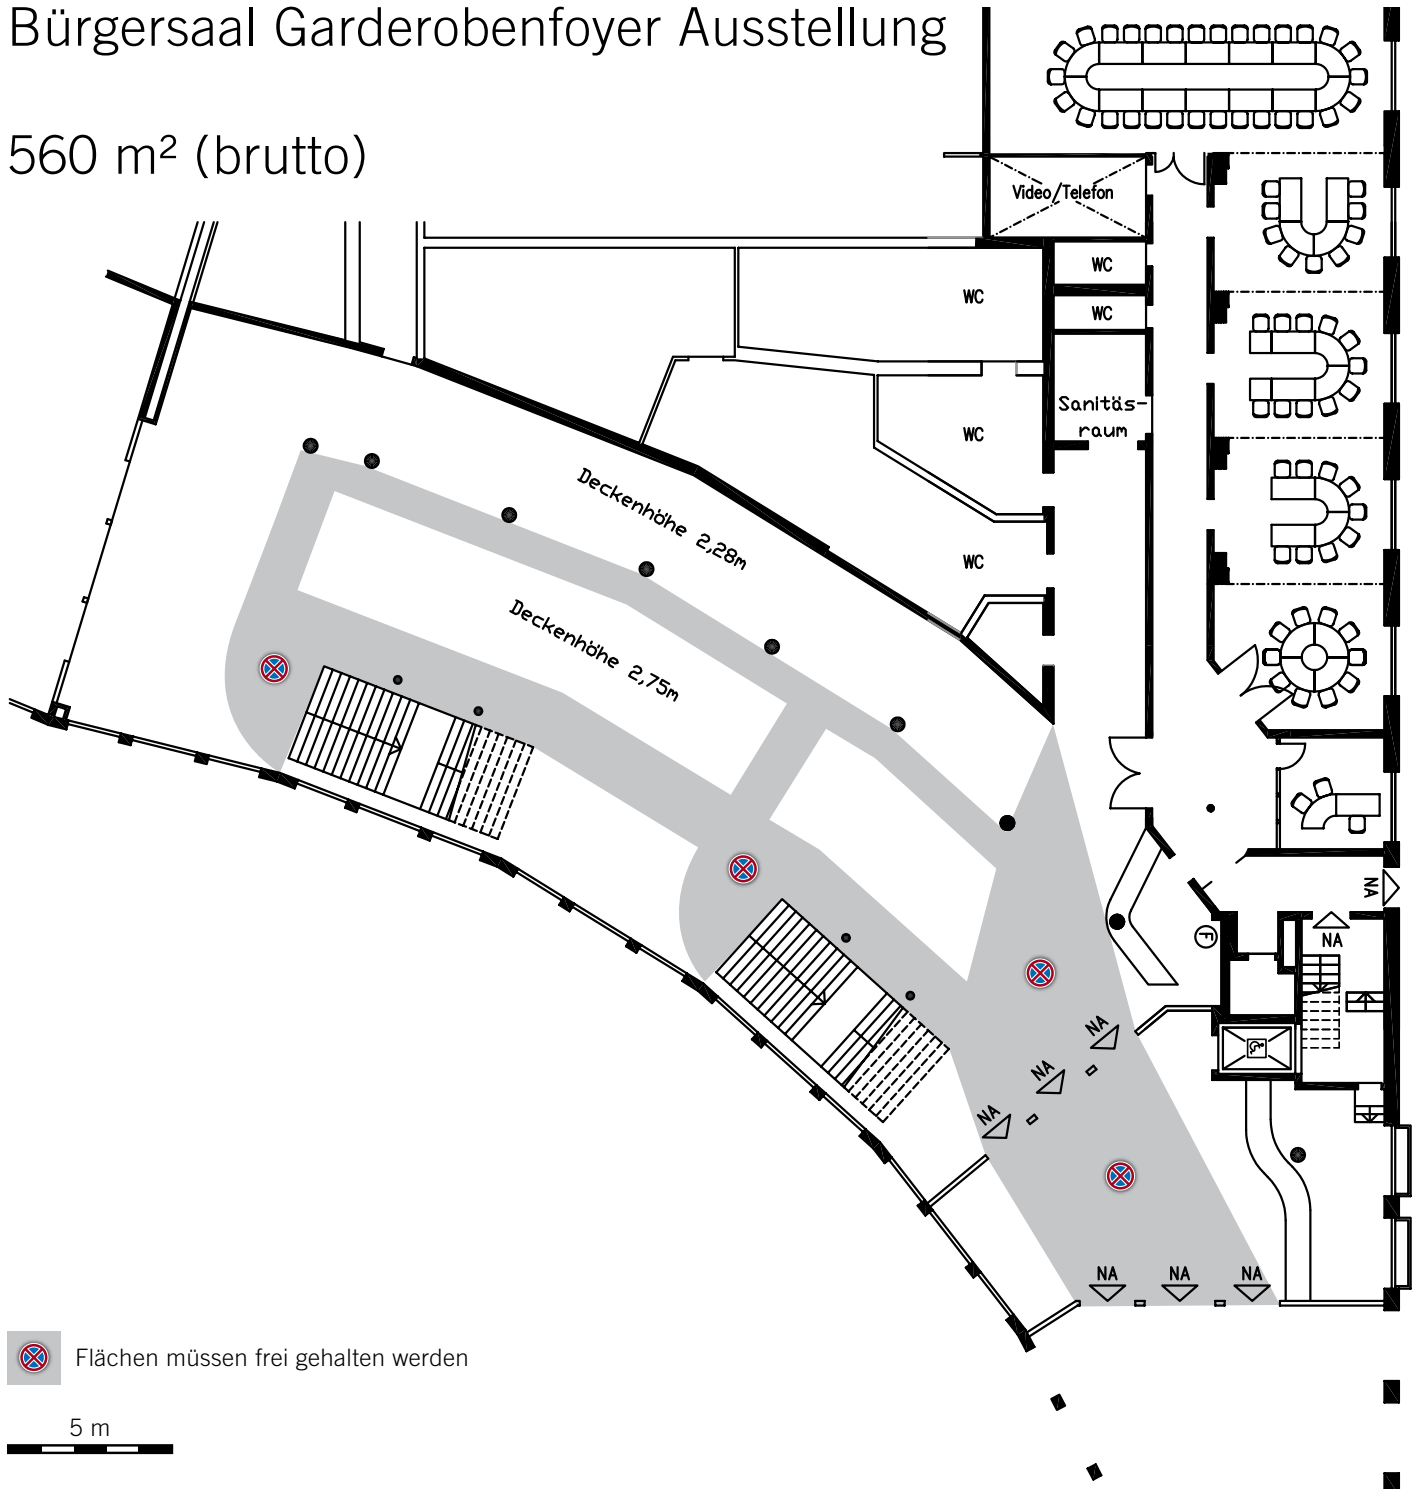 Bürgersaal Garderobenfoyer Ausstellung
560 m² (brutto)
Video/Telefon
WC
WC
WC
Sanitäs-
raum
WC
WC
Deckenhöhe 2,28m
Deckenhöhe 2,75m
NA
NA
F
NA
NA
NA
NA
NA
NA
Flächen müssen frei gehalten werden
5 m